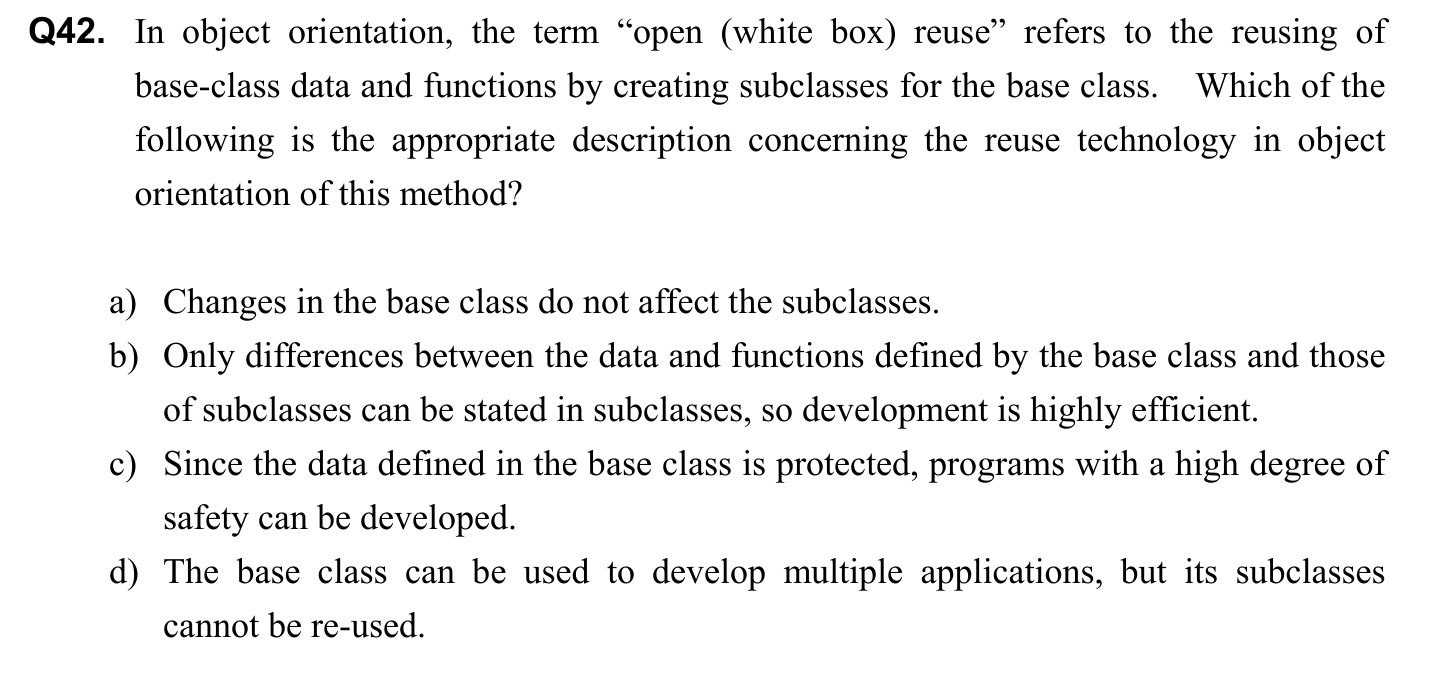 Q42. In object orientation, the term “open (white box) reuse” refers to the reusing of
base-class data and functions by creating subclasses for the base class. Which of the
following is the appropriate description concerning the reuse technology in object
orientation of this method?
a) Changes in the base class do not affect the subclasses.
b) Only differences between the data and functions defined by the base class and those
of subclasses can be stated in subclasses, so development is highly efficient.
c) Since the data defined in the base class is protected, programs with a high degree of
safety can be developed.
d) The base class can be used to develop multiple applications, but its subclasses
cannot be re-used.